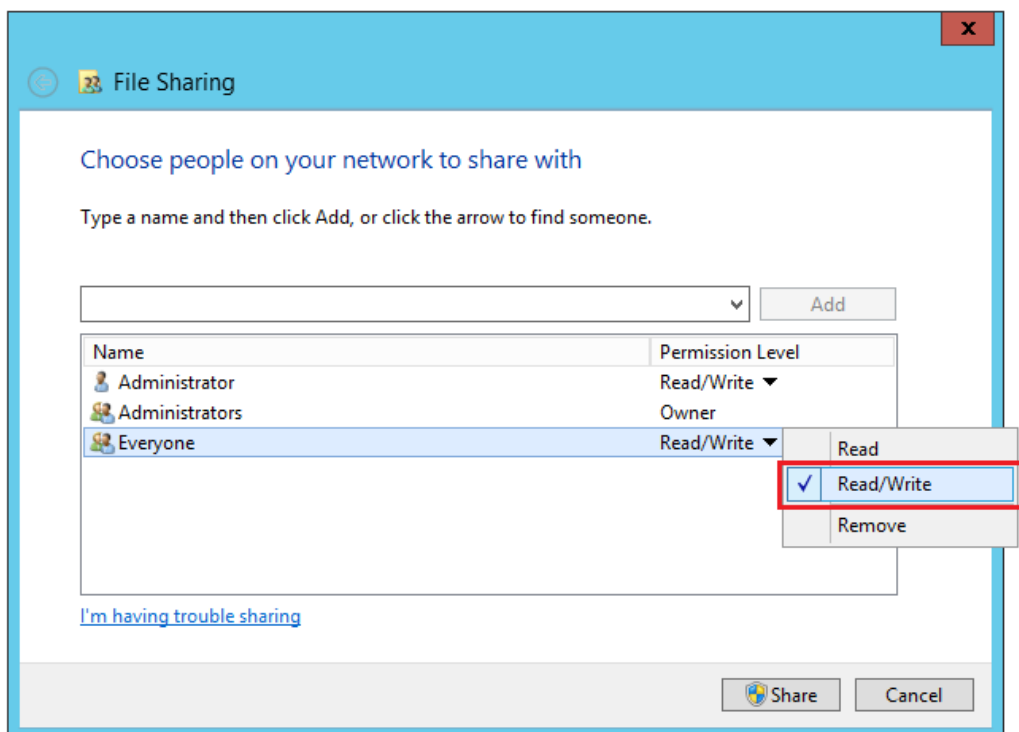 x
File Sharing
Choose people on your network to share with
Type a name and then click Add, or click the arrow to find someone.
Add
Name Permission Level
Administrator Read/Write
Administrators Owner
Everyone Read/Write
Read
Read/Write
Remove
I'm having trouble sharing
Share Cancel